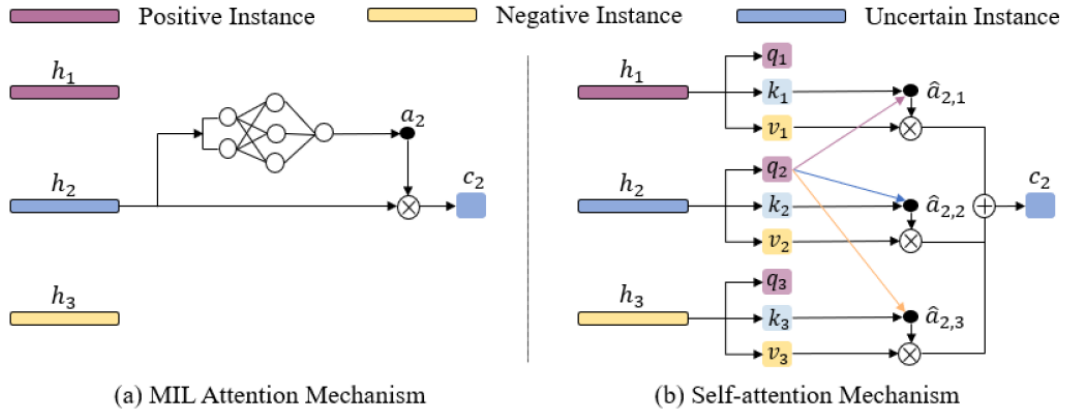 Positive Instance Negative Instance Uncertain Instance
h₁ h₁ q₁
k₁ â₂,₁
v₁
a₂
h₂ c₂ h₂ q₂ c₂
k₂ â₂,₂
v₂
h₃ h₃ q₃
k₃ â₂,₃
v₃
(a) MIL Attention Mechanism (b) Self-attention Mechanism